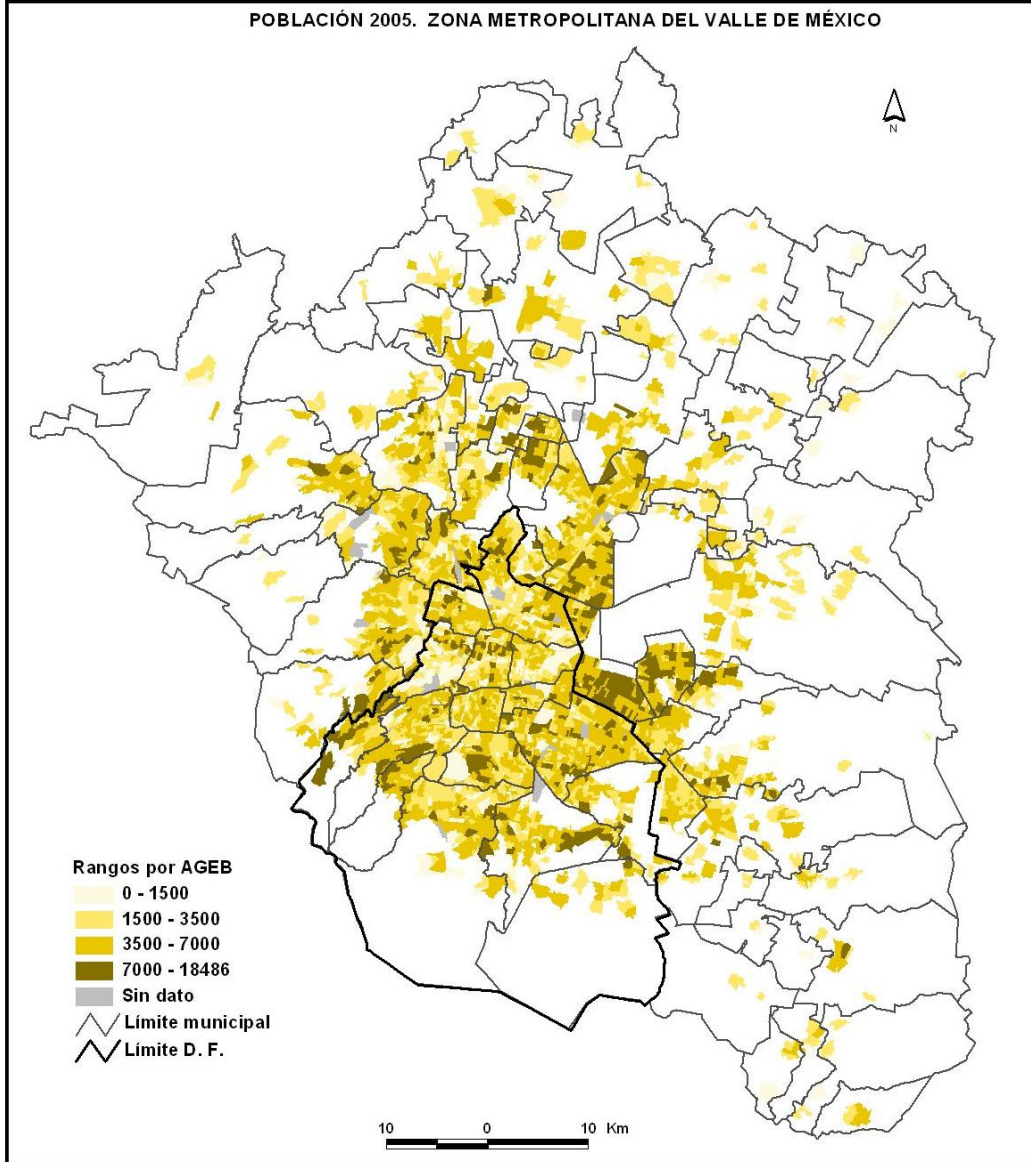 POBLACIÓN 2005. ZONA METROPOLITANA DEL VALLE DE MÉXICO
N
Rangos por AGEB
0 - 1500
1500 - 3500
3500 - 7000
7000 - 18486
Sin dato
Límite municipal
Límite D. F.
10 0 10 Km